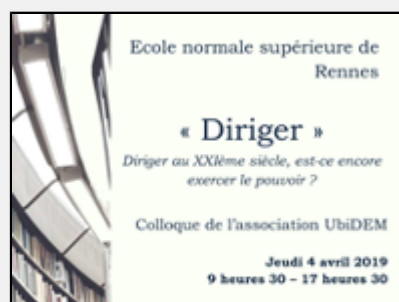 Ecole normale supérieure de
Rennes
« Diriger »
Diriger au XXIème siècle, est-ce encore
exercer le pouvoir ?
Colloque de l'association UbiDEM
Jeudi 4 avril 2019
9 heures 30 – 17 heures 30